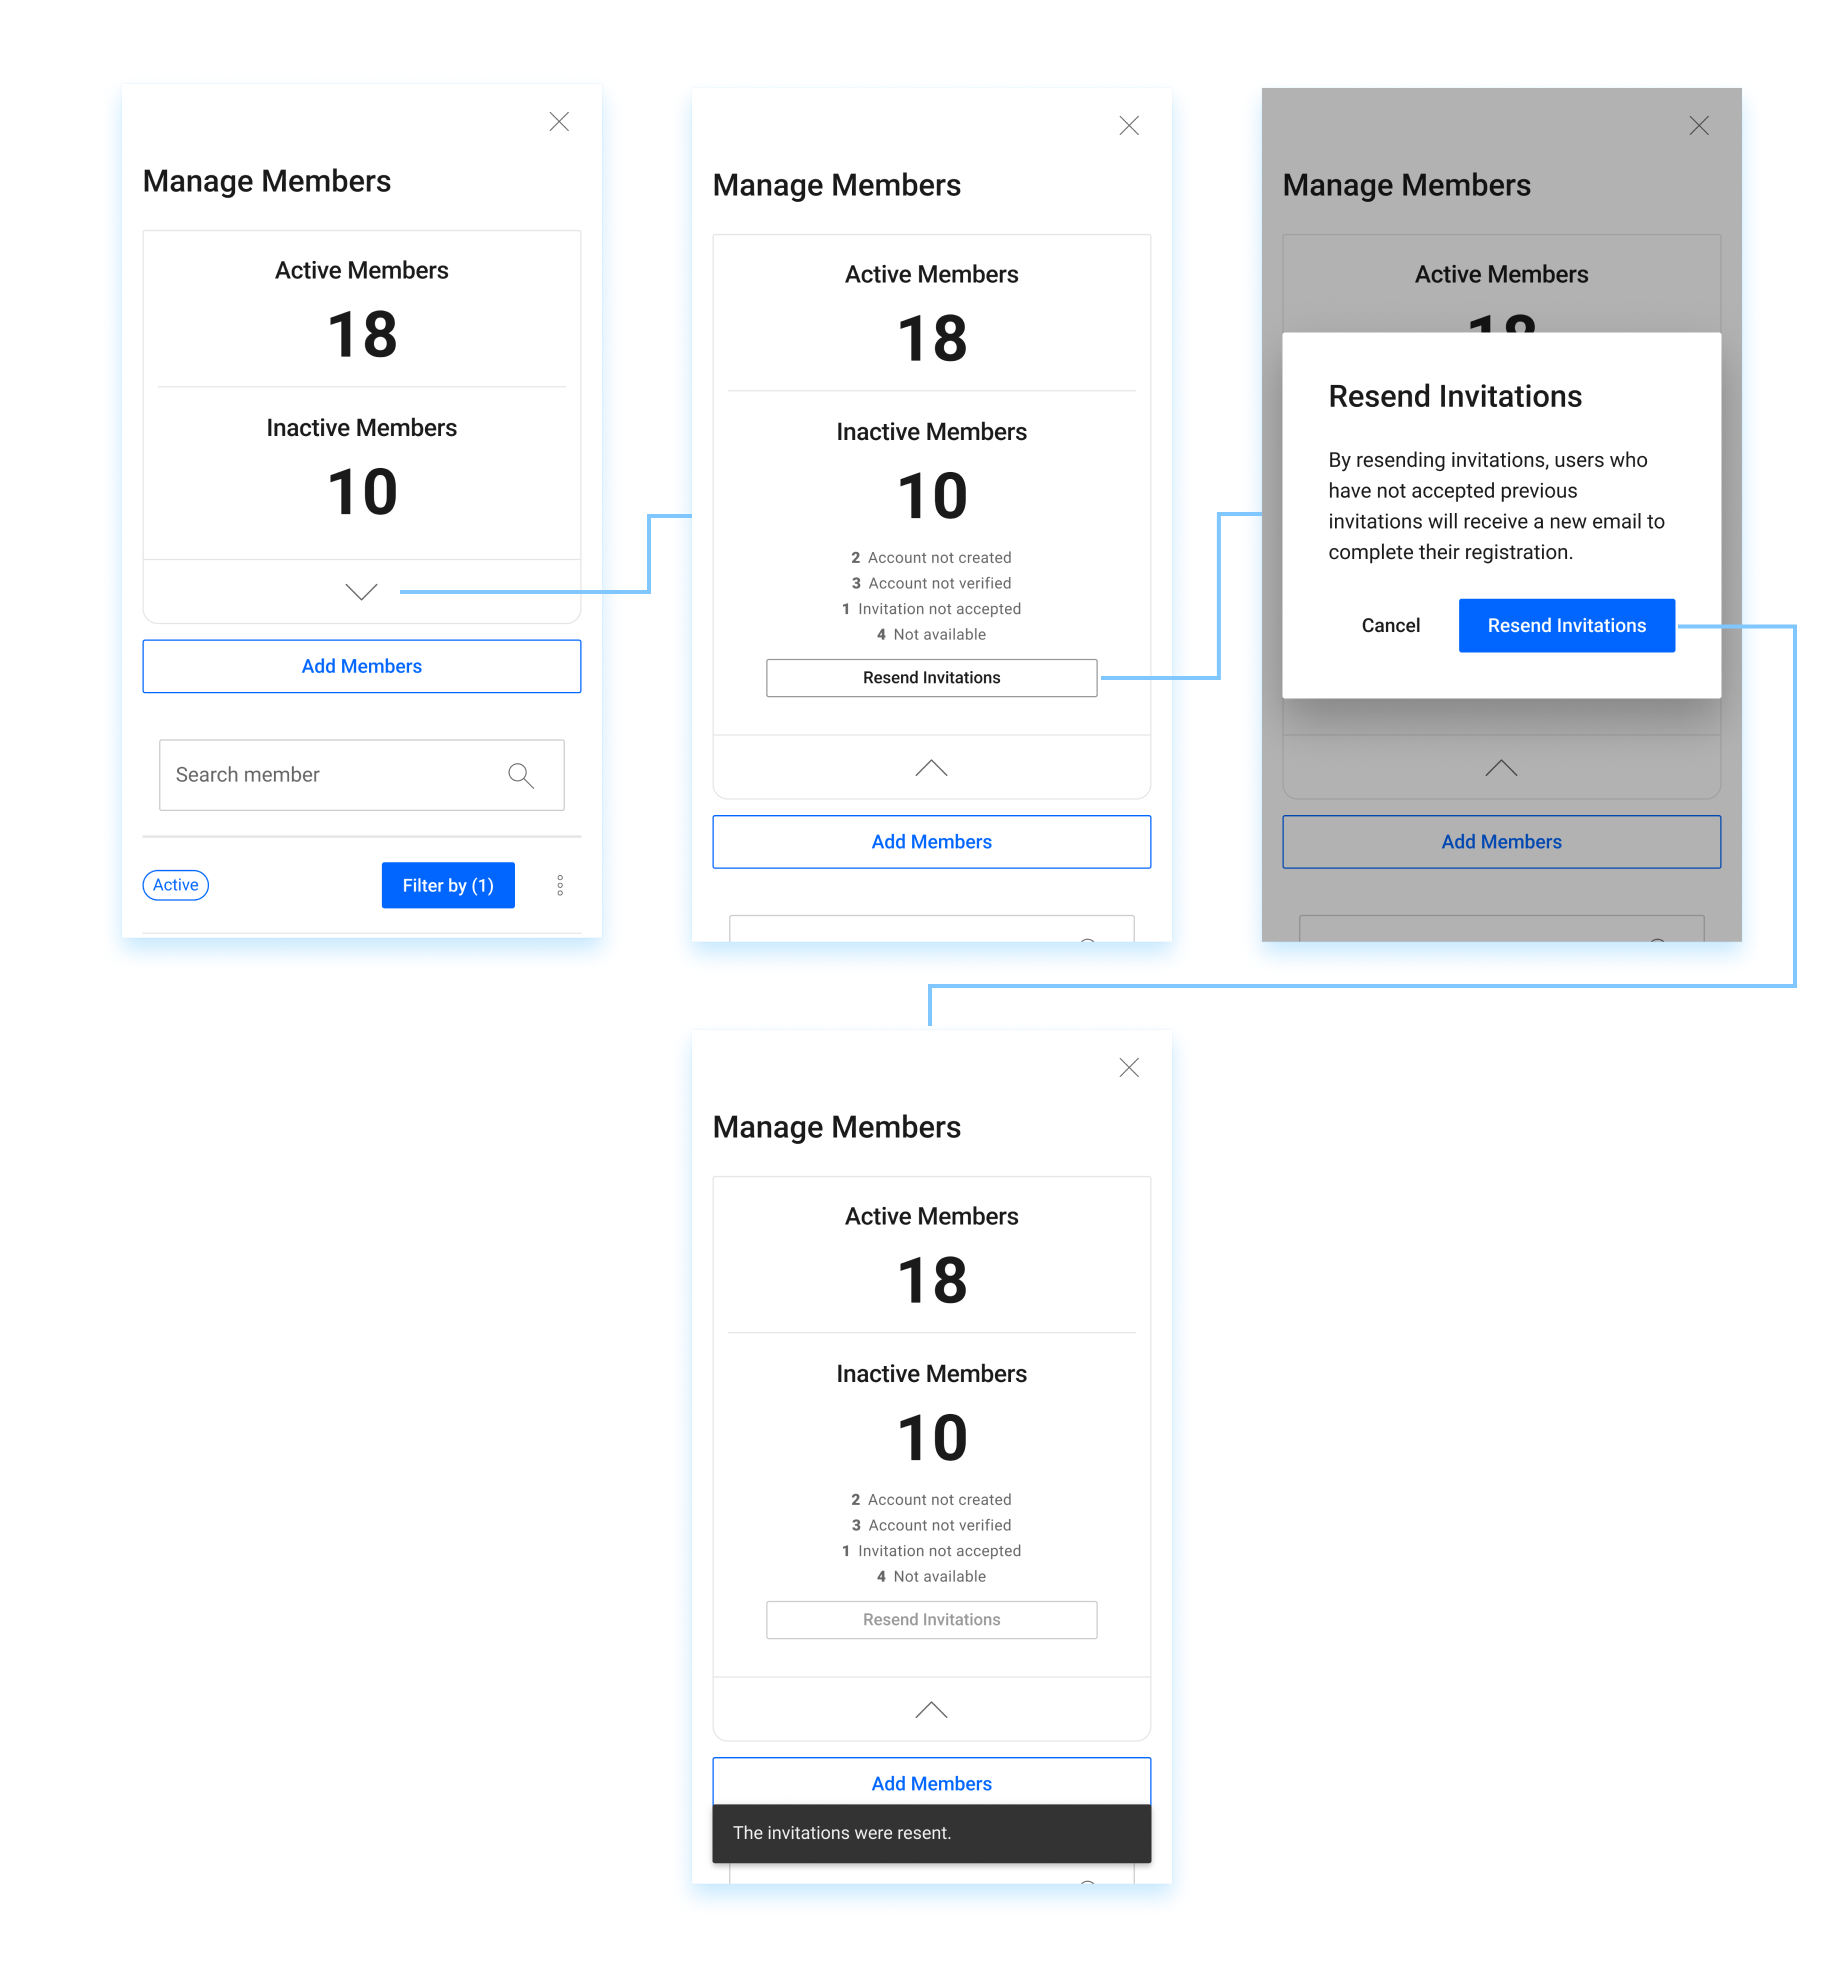 Manage Members
Active Members
18
Inactive Members
10
Add Members
Search member
Active
Filter by (1)
Manage Members
Active Members
18
Inactive Members
10
2 Account not created
3 Account not verified
1 Invitation not accepted
4 Not available
Resend Invitations
Add Members
Manage Members
Active Members
18
Resend Invitations
By resending invitations, users who
have not accepted previous
invitations will receive a new email to
complete their registration.
Cancel
Resend Invitations
Add Members
Manage Members
Active Members
18
Inactive Members
10
2 Account not created
3 Account not verified
1 Invitation not accepted
4 Not available
Resend Invitations
Add Members
The invitations were resent.